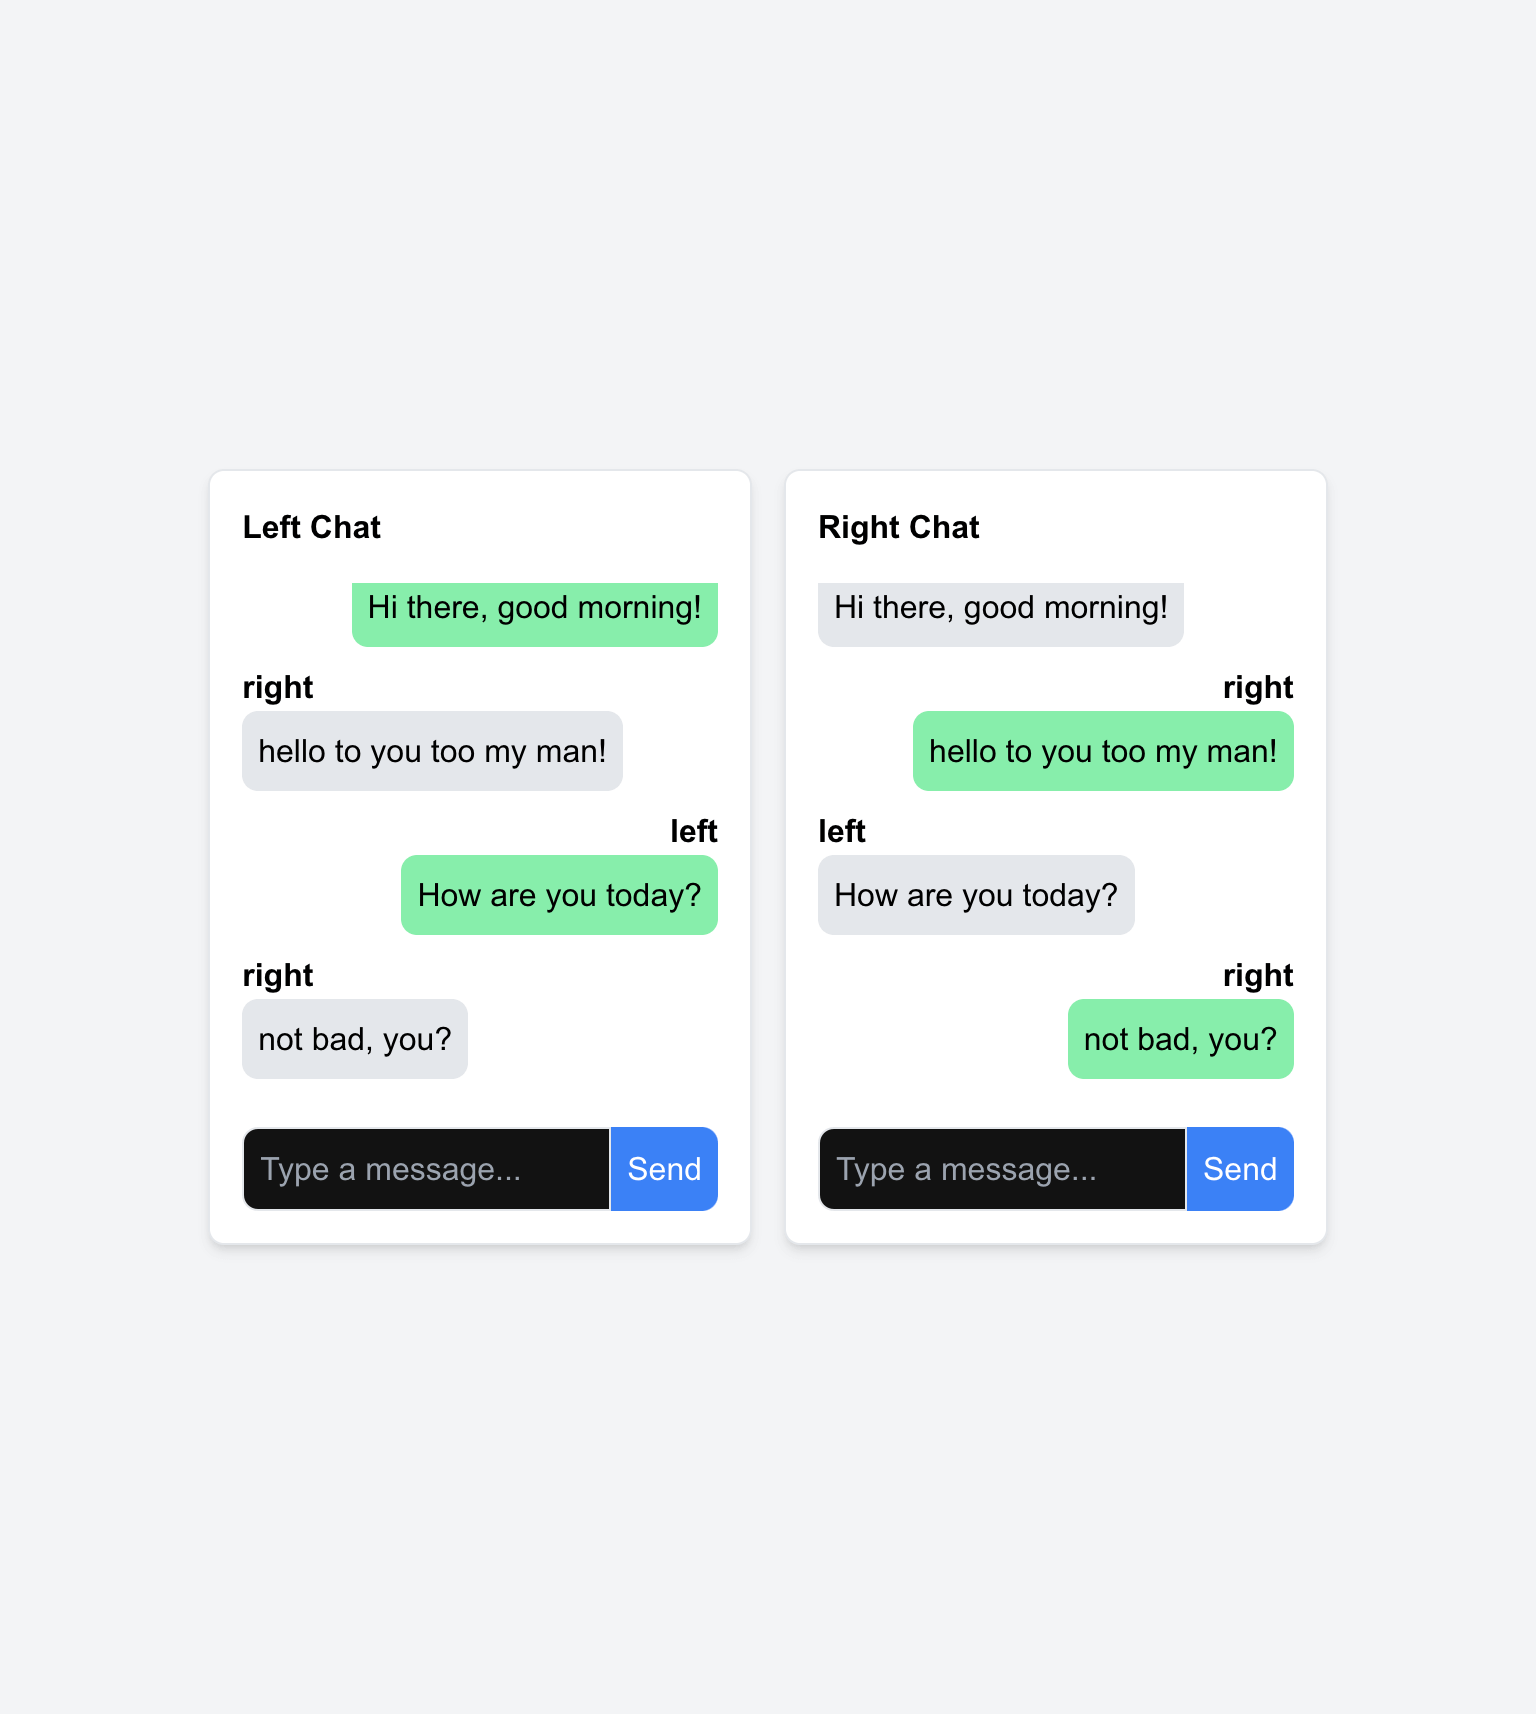 Left Chat
Hi there, good morning!
right
hello to you too my man!
left
How are you today?
right
not bad, you?
Type a message...
Send
Right Chat
Hi there, good morning!
right
hello to you too my man!
left
How are you today?
right
not bad, you?
Type a message...
Send